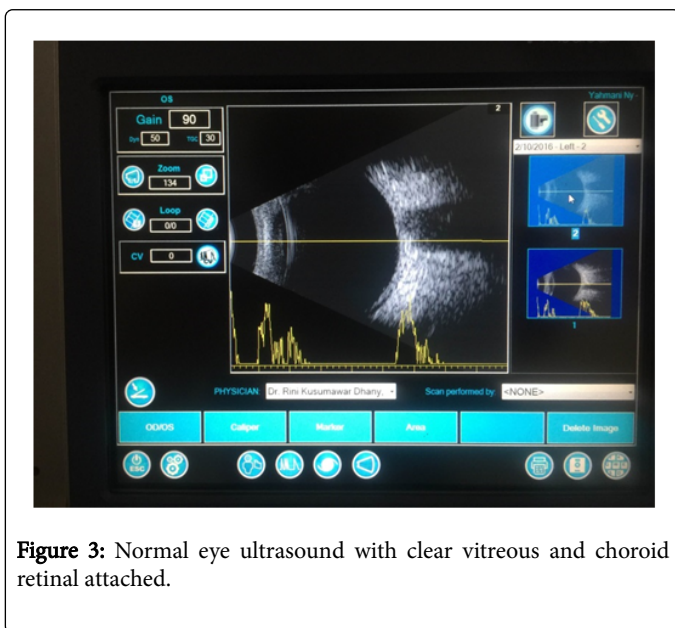 OS
Yahmani Ny -
2
Gain 90
Dyn 50 TGC 30
2/10/2016 - Left - 2
Zoom
134
Loop
0/0
2
CV 0
1
PHYSICIAN: Dr. Rini Kusumawar Dhany, Scan performed by: <NONE>
OD/OS Caliper Marker Area Delete Image
ESC
Figure 3: Normal eye ultrasound with clear vitreous and choroid
retinal attached.